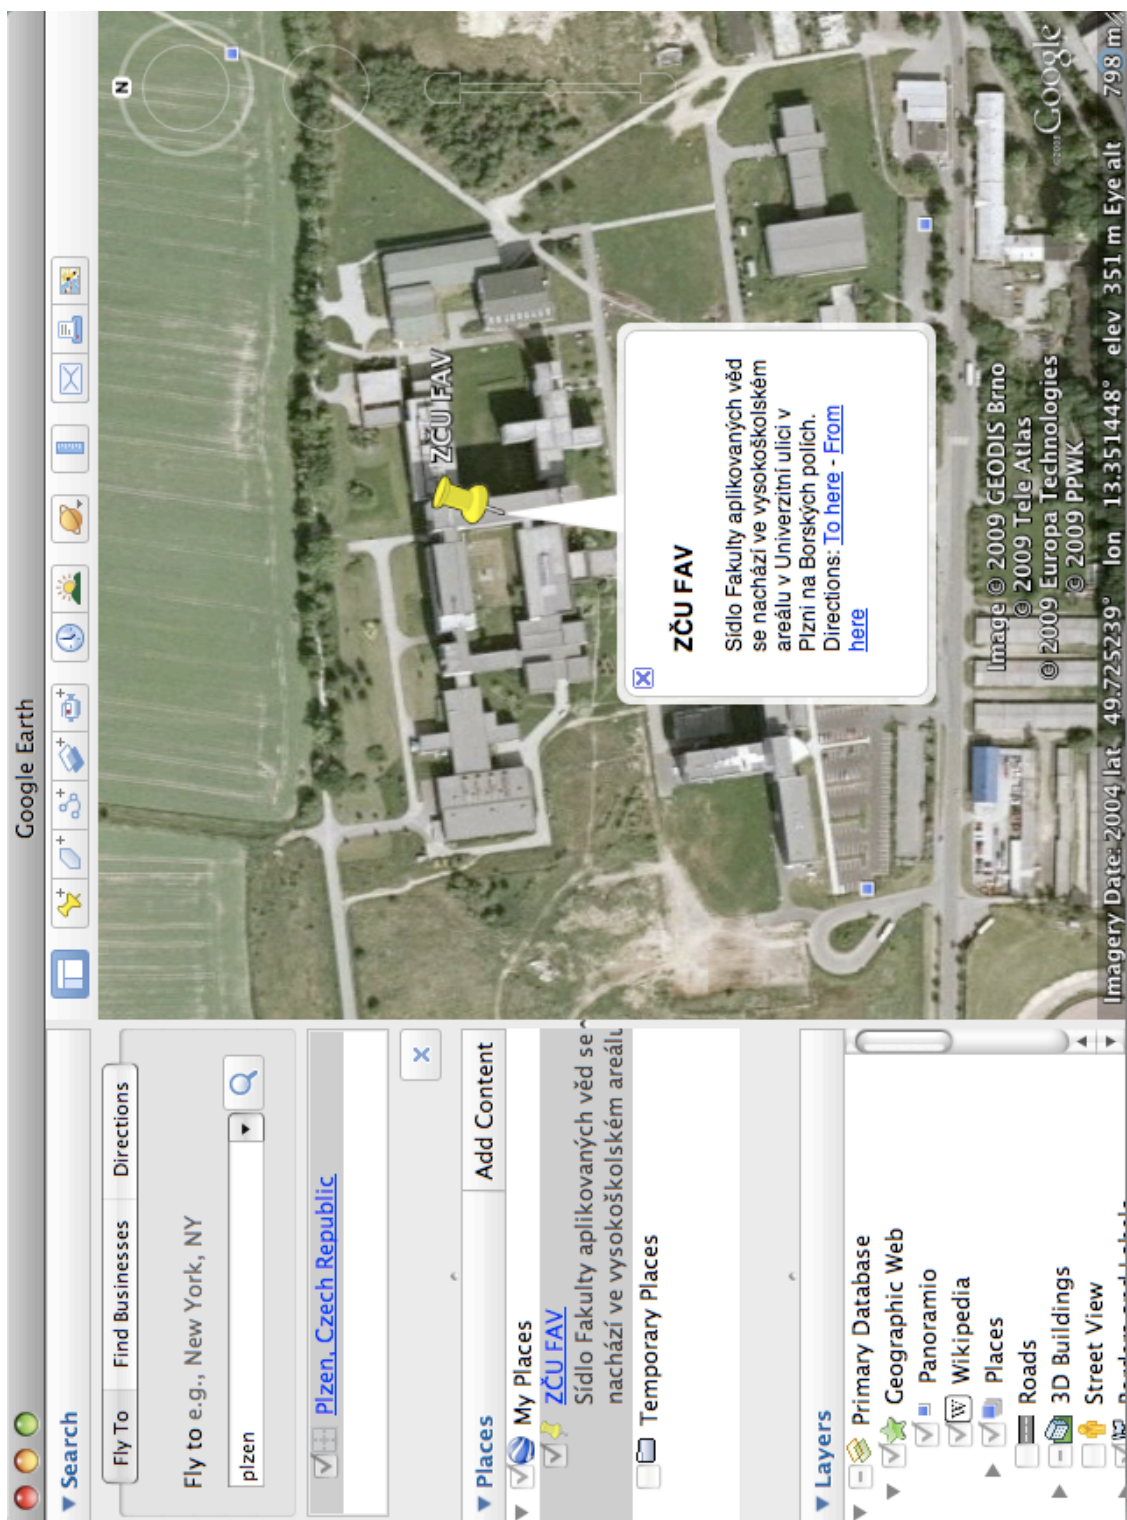 Google Earth
Search
Fly To
Find Businesses
Directions
Fly to e.g., New York, NY
plzen
Plzen, Czech Republic
Places
Add Content
My Places
ZČU FAV
Sídlo Fakulty aplikovaných věd se
nachází ve vysokoškolském areálu
Temporary Places
Layers
Primary Database
Geographic Web
Panoramio
Wikipedia
Places
Roads
3D Buildings
Street View
N
ZČU FAV
ZČU FAV
Sídlo Fakulty aplikovaných věd
se nachází ve vysokoškolském
areálu v Univerzitní ulici v
Plzni na Borských polích.
Directions: To here - From
here
Image © 2009 GEODIS Brno
© 2009 Tele Atlas
© 2009 Europa Technologies
© 2009 PPWK
Google
Imagery Date: 2004 lat 49.725239° lon 13.351448° elev 351 m Eye alt 798 m